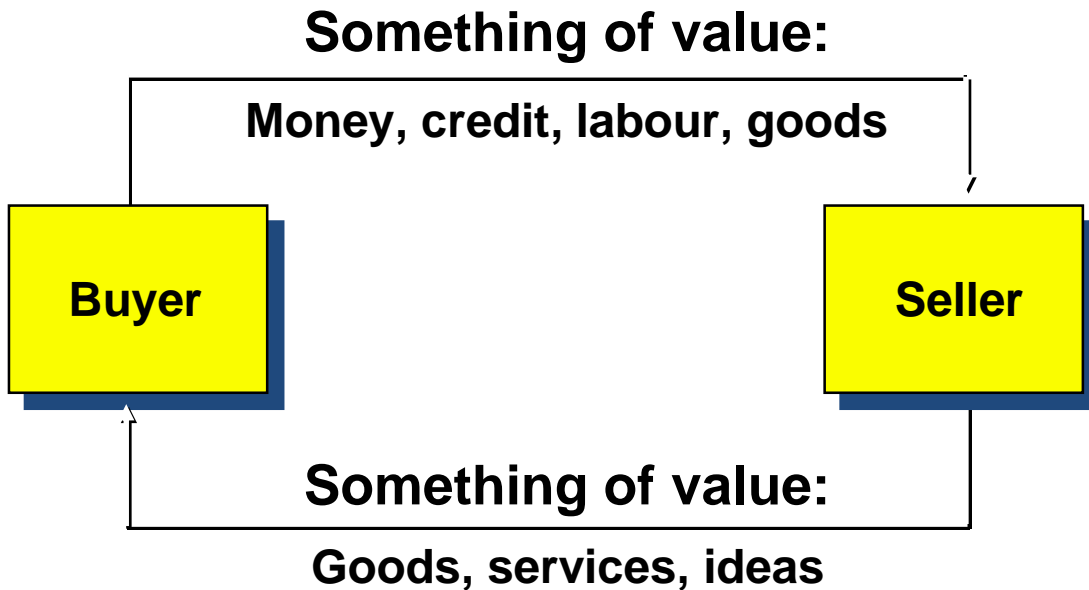 Something of value:
Money, credit, labour, goods
Buyer
Seller
Something of value:
Goods, services, ideas